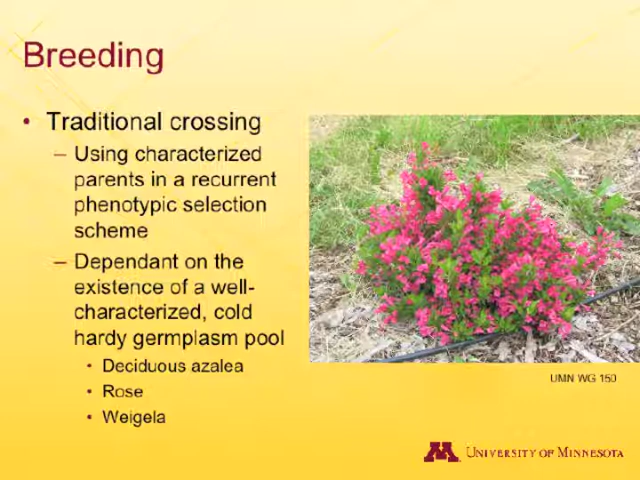 Breeding
• Traditional crossing
– Using characterized
parents in a recurrent
phenotypic selection
scheme
– Dependant on the
existence of a well-
characterized, cold
hardy germplasm pool
• Deciduous azalea
• Rose
• Weigela
UMN WG 150
M UNIVERSITY OF MINNESOTA